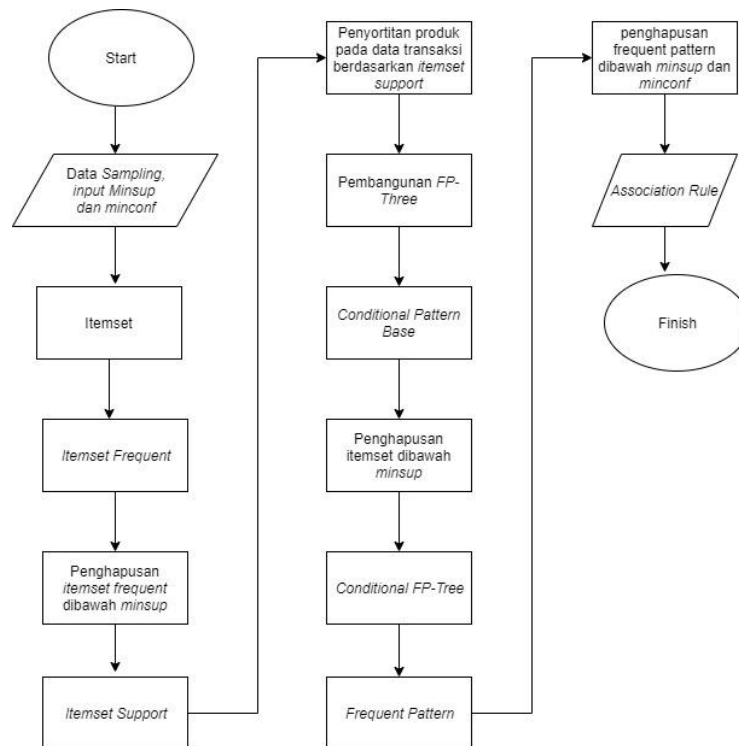 Start
Data Sampling,
input Minsup
dan minconf
Itemset
Itemset Frequent
Penghapusan
itemset frequent
dibawah minsup
Itemset Support
Penyortitan produk
pada data transaksi
berdasarkan itemset
support
Pembangunan FP-
Three
Conditional Pattern
Base
Penghapusan
itemset dibawah
minsup
Conditional FP-Tree
Frequent Pattern
penghapusan
frequent pattern
dibawah minsup dan
minconf
Association Rule
Finish